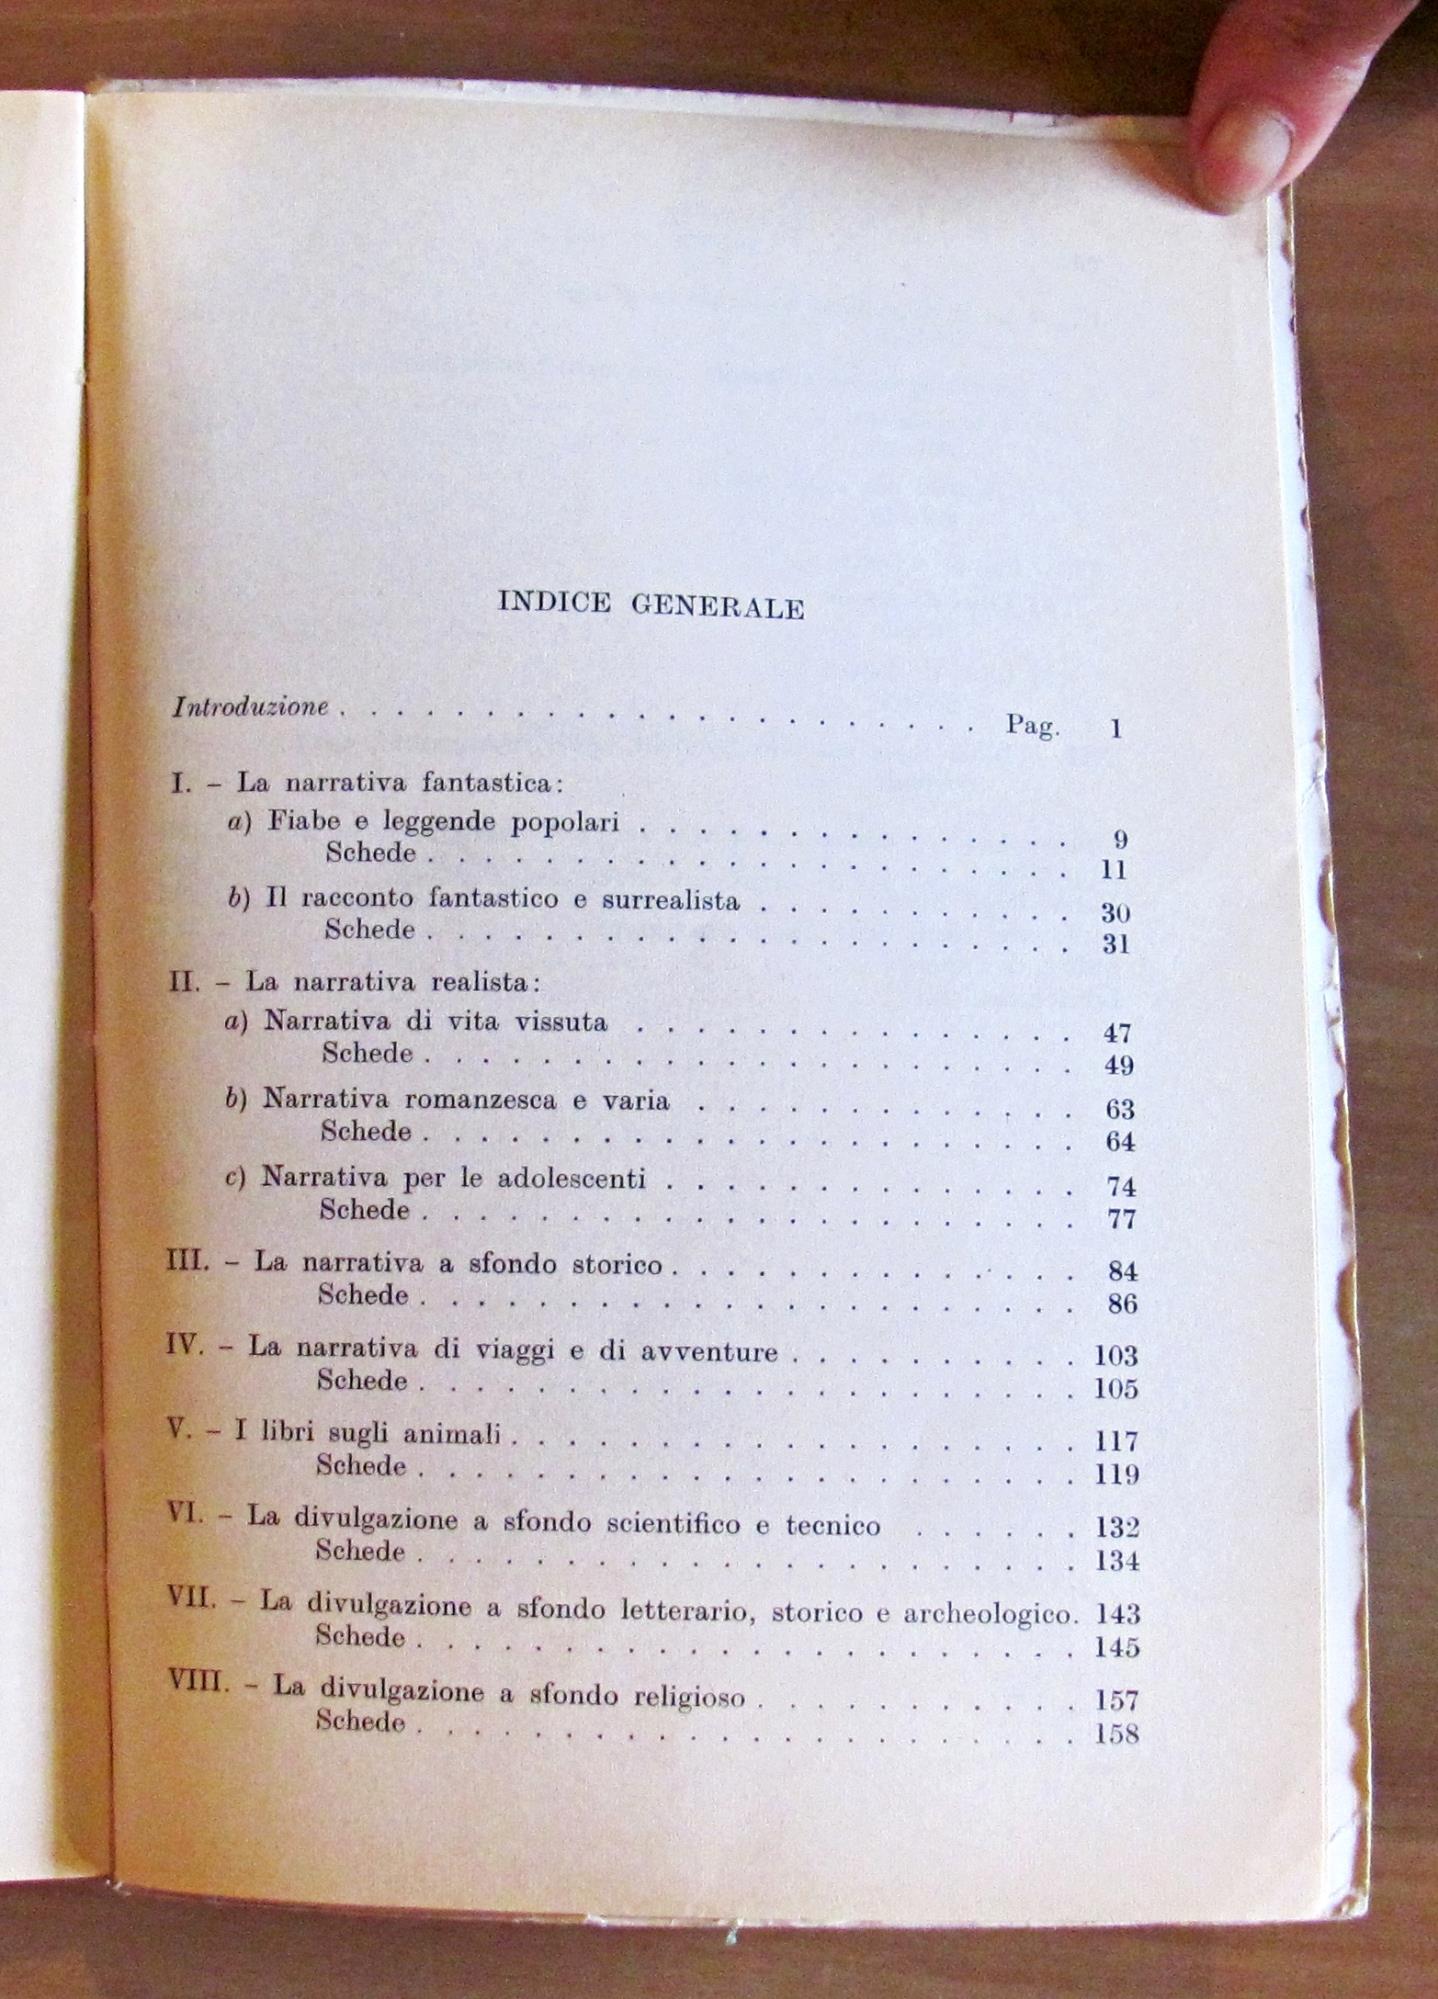 INDICE GENERALE
Introduzione . . . . . . . . . . . . . . . . . . . . . . Pag. 1
I. – La narrativa fantastica:
a) Fiabe e leggende popolari . . . . . . . . . . . . . . . 9
Schede . . . . . . . . . . . . . . . . . . . . . . 11
b) Il racconto fantastico e surrealista . . . . . . . . . . . 30
Schede . . . . . . . . . . . . . . . . . . . . . . 31
II. – La narrativa realista:
a) Narrativa di vita vissuta . . . . . . . . . . . . . . . 47
Schede . . . . . . . . . . . . . . . . . . . . . . 49
b) Narrativa romanzesca e varia . . . . . . . . . . . . . 63
Schede . . . . . . . . . . . . . . . . . . . . . . 64
c) Narrativa per le adolescenti . . . . . . . . . . . . . . 74
Schede . . . . . . . . . . . . . . . . . . . . . . 77
III. – La narrativa a sfondo storico . . . . . . . . . . . . . . 84
Schede . . . . . . . . . . . . . . . . . . . . . . 86
IV. – La narrativa di viaggi e di avventure . . . . . . . . . . 103
Schede . . . . . . . . . . . . . . . . . . . . . . 105
V. – I libri sugli animali . . . . . . . . . . . . . . . . . . . 117
Schede . . . . . . . . . . . . . . . . . . . . . . 119
VI. – La divulgazione a sfondo scientifico e tecnico . . . . . . 132
Schede . . . . . . . . . . . . . . . . . . . . . . 134
VII. – La divulgazione a sfondo letterario, storico e archeologico. 143
Schede . . . . . . . . . . . . . . . . . . . . . . 145
VIII. – La divulgazione a sfondo religioso . . . . . . . . . . . 157
Schede . . . . . . . . . . . . . . . . . . . . . . 158